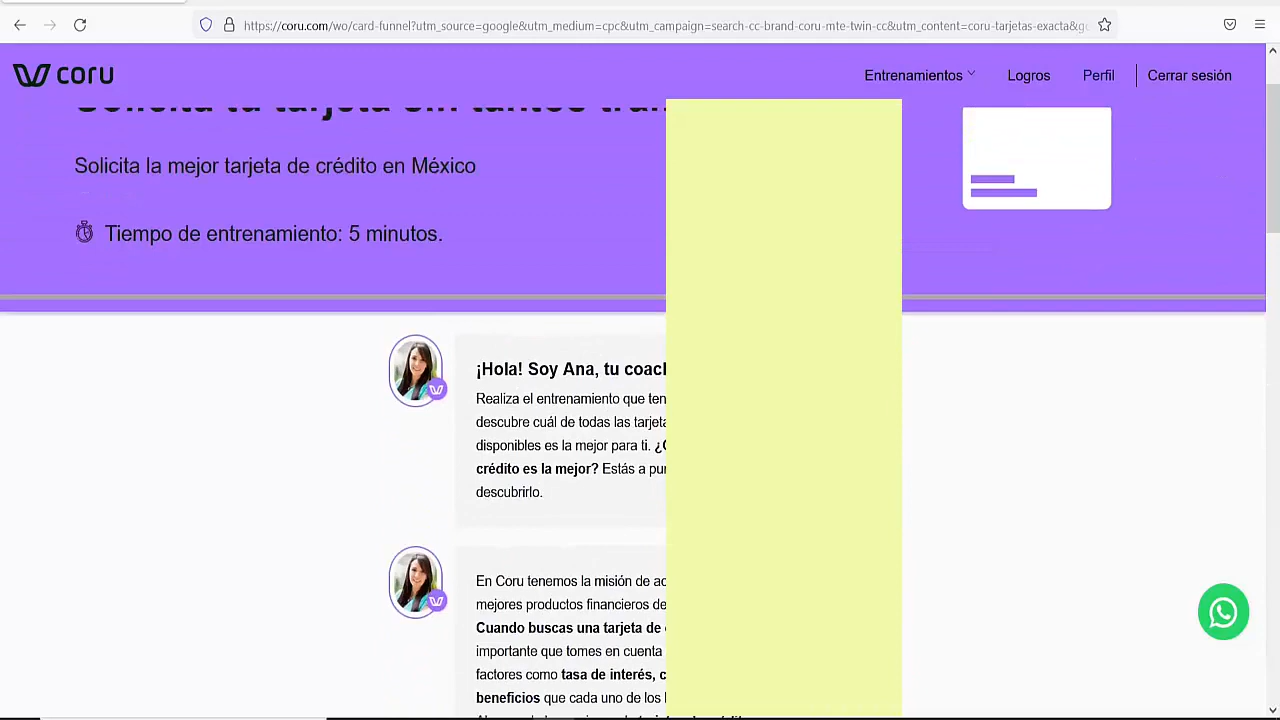 https://coru.com/wo/card-funnel?utm_source=google&utm_medium=cpc&utm_campaign=search-cc-brand-coru-mte-twin-cc&utm_content=coru-tarjetas-exacta&g
coru
Entrenamientos
Logros
Perfil
Cerrar sesión
Solicita tu tarjeta sin tantos
Solicita la mejor tarjeta de crédito en México
Tiempo de entrenamiento: 5 minutos.
¡Hola! Soy Ana, tu
Realiza el entrenamiento que
descubre cuál de todas las
disponibles es la mejor para ti.
crédito es la mejor? Estás a
descubrirlo.
En Coru tenemos la misión de
mejores productos financieros
Cuando buscas una tarjeta de
importante que tomes en cuenta
factores como tasa de interés,
beneficios que cada uno de los